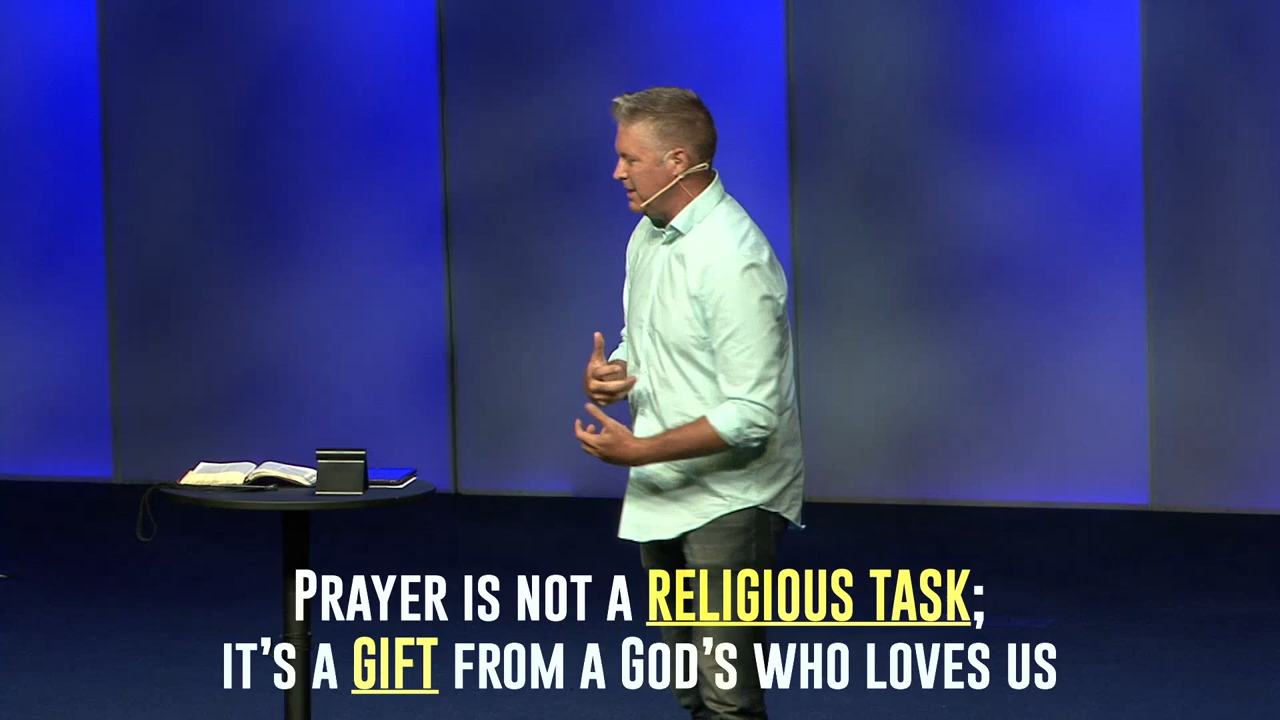 PRAYER IS NOT A RELIGIOUS TASK;
IT'S A GIFT FROM A GOD'S WHO LOVES US